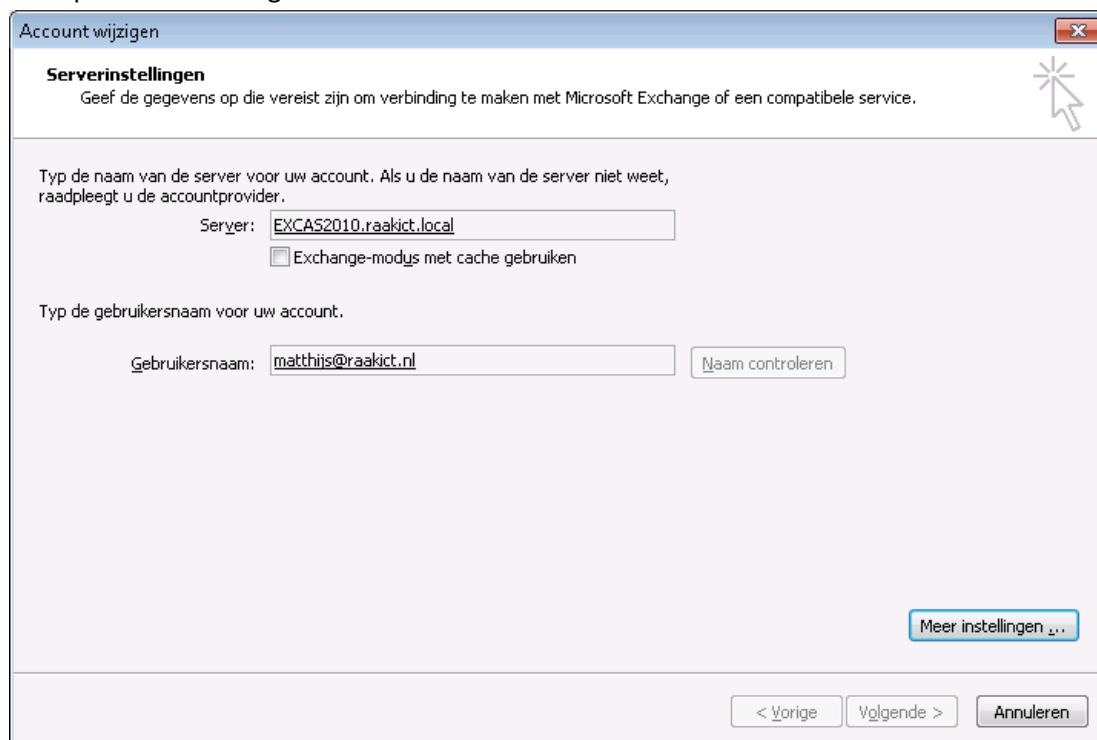 Account wijzigen
Serverinstellingen
Geef de gegevens op die vereist zijn om verbinding te maken met Microsoft Exchange of een compatibele service.
Typ de naam van de server voor uw account. Als u de naam van de server niet weet,
raadpleegt u de accountprovider.
Server: EXCAS2010.raakict.local
Exchange-modus met cache gebruiken
Typ de gebruikersnaam voor uw account.
Gebruikersnaam: matthijs@raakict.nl Naam controleren
Meer instellingen ...
< Vorige Volgende > Annuleren